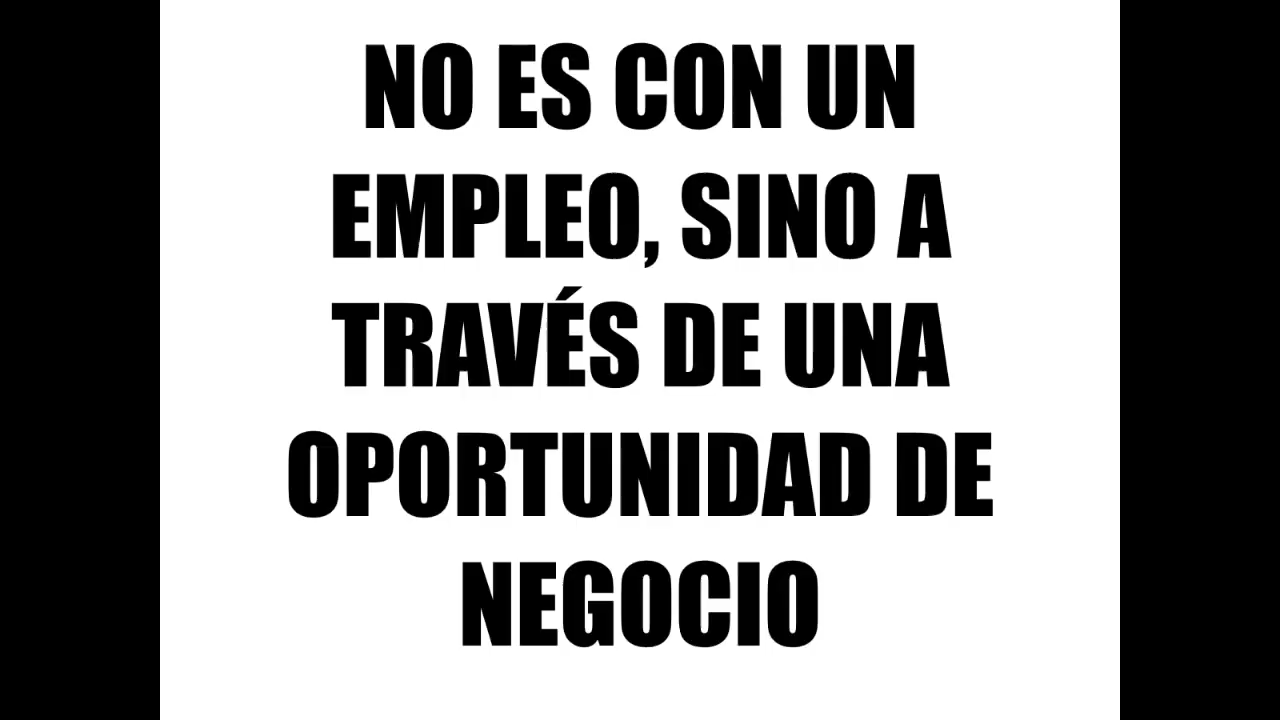 NO ES CON UN
EMPLEO, SINO A
TRAVÉS DE UNA
OPORTUNIDAD DE
NEGOCIO